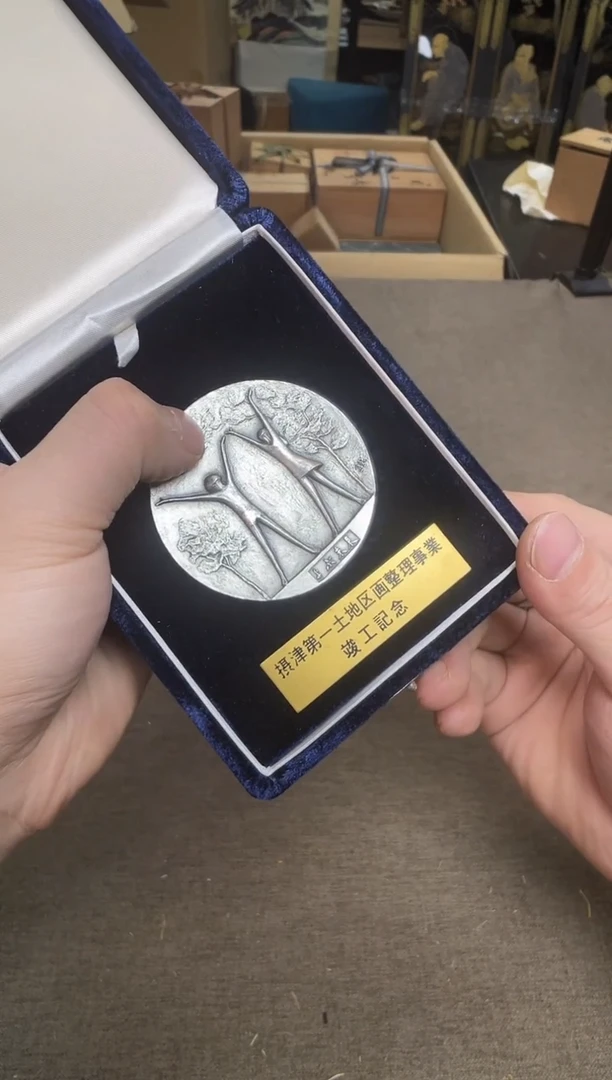 摂津第一土地区画整理事業
竣工記念